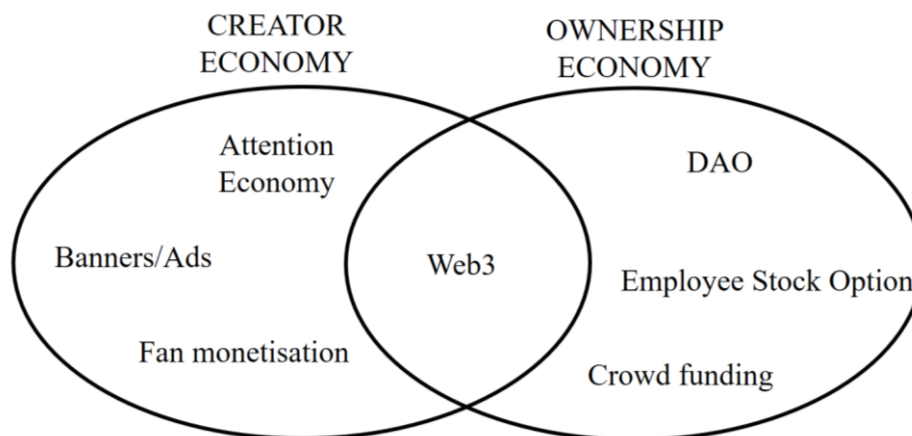 CREATOR
ECONOMY
OWNERSHIP
ECONOMY
Attention
Economy
Banners/Ads
Fan monetisation
Web3
DAO
Employee Stock Option
Crowd funding